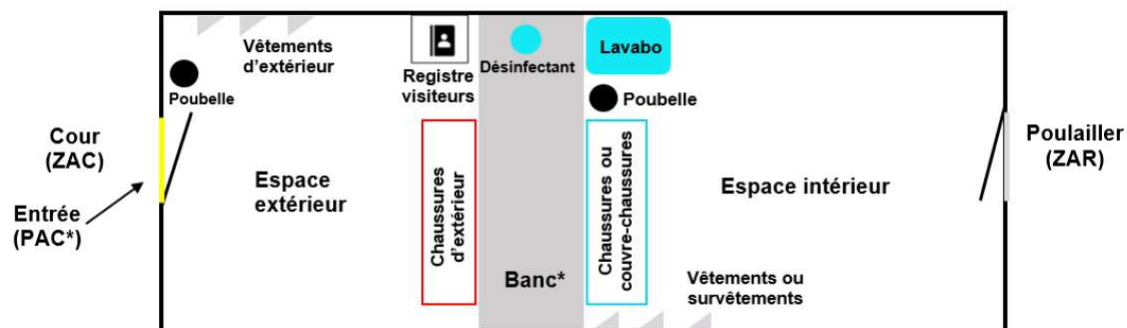 Cour
(ZAC)
Entrée
(PAC*)
Vêtements
d'extérieur
Poubelle
Espace
extérieur
Registre
visiteurs
Chaussures
d'extérieur
Désinfectant
Banc*
Lavabo
Poubelle
Chaussures ou
couvre-chaussures
Espace intérieur
Vêtements ou
survêtements
Poulailler
(ZAR)